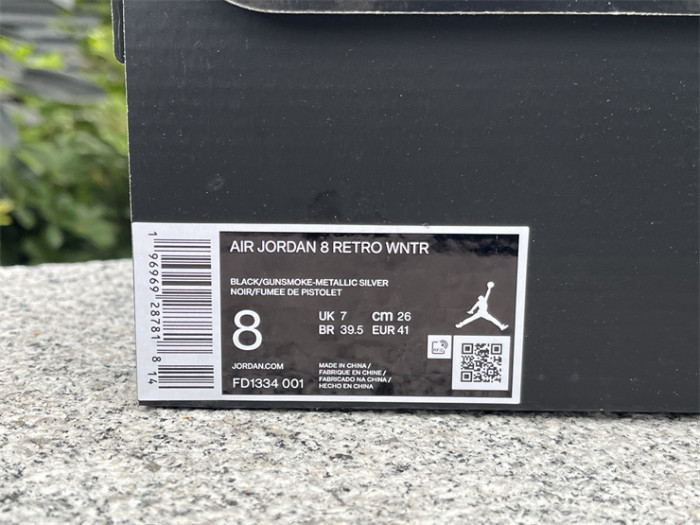 1 96969 28781 8 14
AIR JORDAN 8 RETRO WNTR
BLACK/GUNSMOKE-METALLIC SILVER
NOIR/FUMEE DE PISTOLET
8
UK 7 cm 26
BR 39.5 EUR 41
JORDAN.COM
FD1334 001
MADE IN CHINA /
FABRIQUE EN CHINE /
FABRICADO NA CHINA /
HECHO EN CHINA